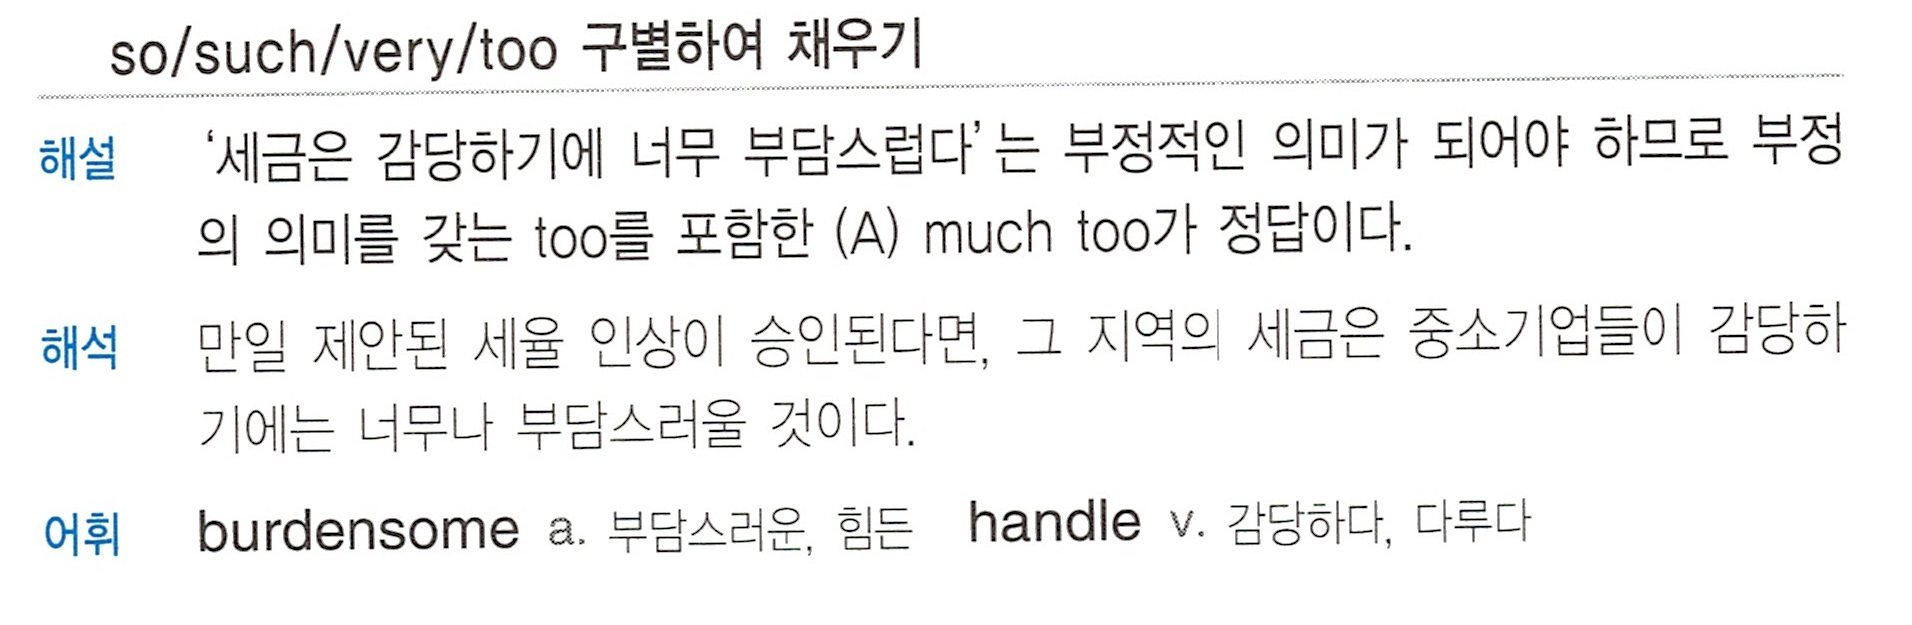 so/such/very/too 구별하여 채우기
해설 '세금은 감당하기에 너무 부담스럽다'는 부정적인 의미가 되어야 하므로 부정
의 의미를 갖는 too를 포함한 (A) much too가 정답이다.
해석 만일 제안된 세율 인상이 승인된다면, 그 지역의 세금은 중소기업들이 감당하
기에는 너무나 부담스러울 것이다.
어휘 burdensome a. 부담스러운, 힘든 handle v. 감당하다, 다루다